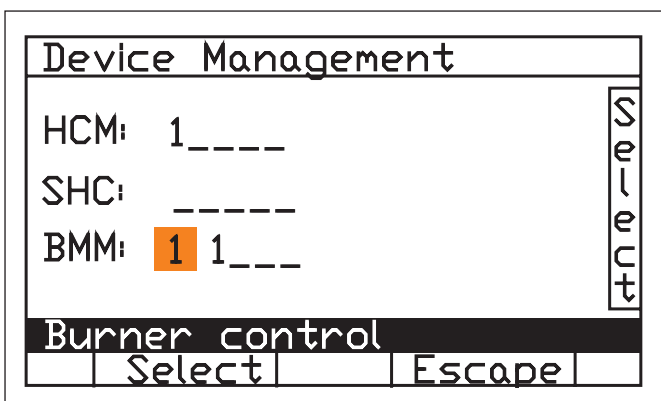 Device Management
HCM: 1____
SHC: _____
BMM: 1 1___
Select
Burner control
Select Escape